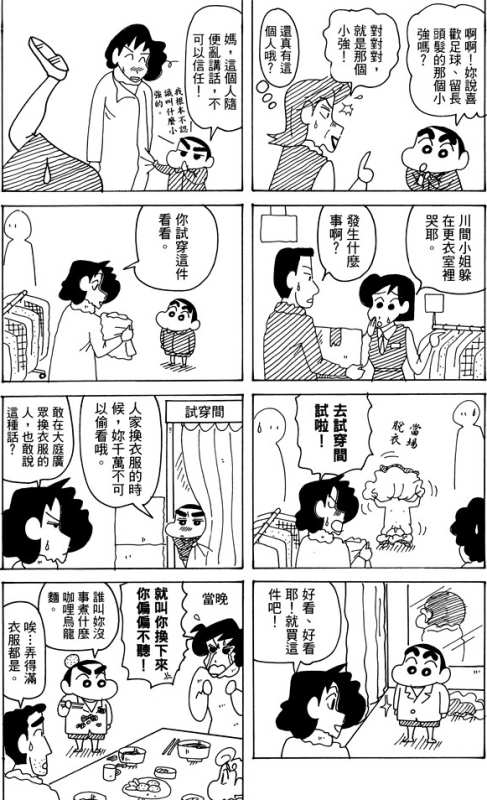 啊啊！妳說喜
歡足球、留長
頭髮的那個小
強嗎？
對對對，
就是那個
小強！
還真有這
個人哦？
媽，這個人隨
便亂講話，不
可以信任！
我根本不認
識叫什麼小
強的。
川間小姐躲
在更衣室裡
哭耶。
發生什麼
事啊？
你試穿這件
看看。
當場
脫衣
去試穿間
試啦！
試穿間
人家換衣服的時
候，妳千萬不可
以偷看哦。
敢在大庭廣
眾換衣服的
人，也敢說
這種話？
好看、好看
耶！就買這
件吧！
當晚
就叫你換下來
你偏偏不聽！
誰叫妳沒
事煮什麼
咖哩烏龍
麵。
唉…弄得滿
衣服都是。